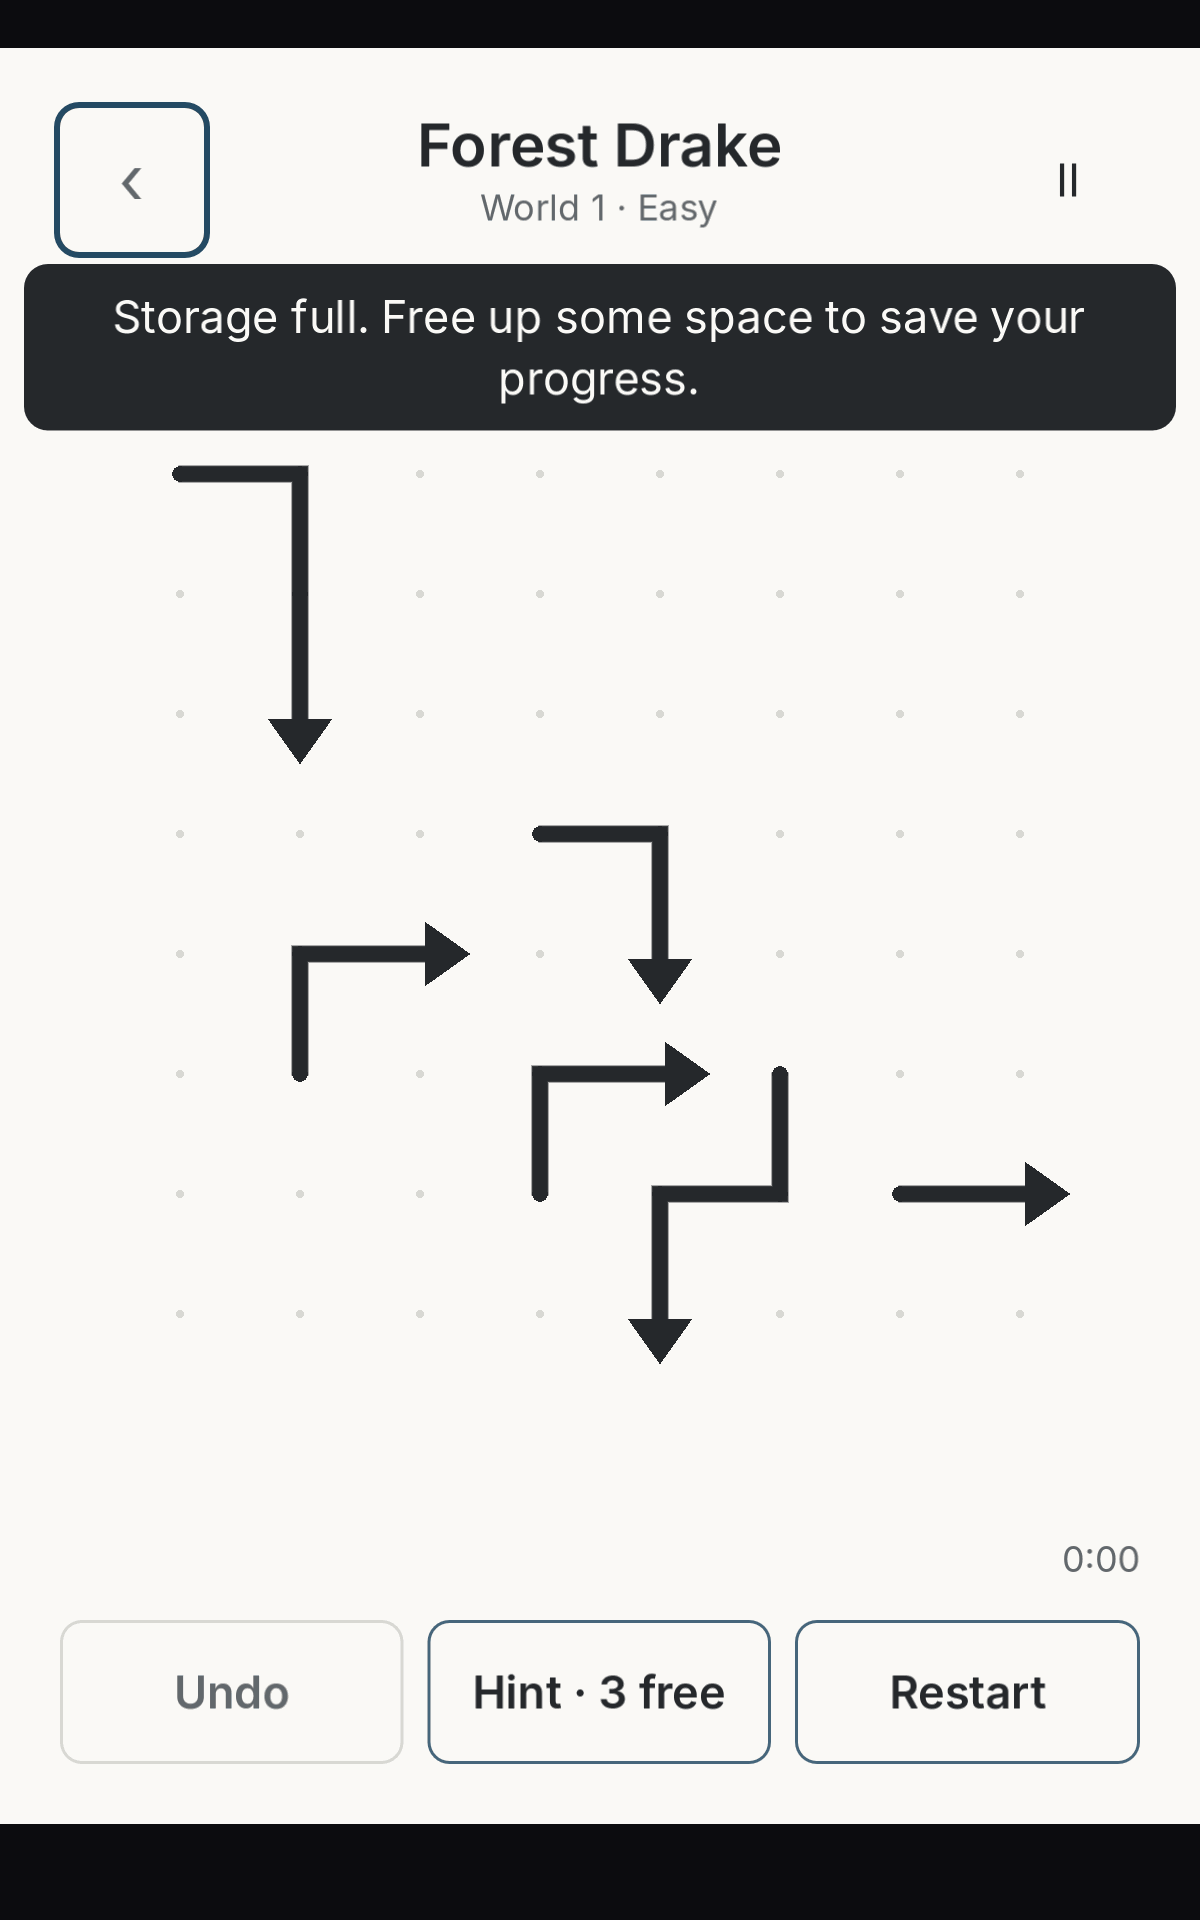 Forest Drake
World 1 · Easy
Storage full. Free up some space to save your
progress.
0:00
Undo
Hint · 3 free
Restart